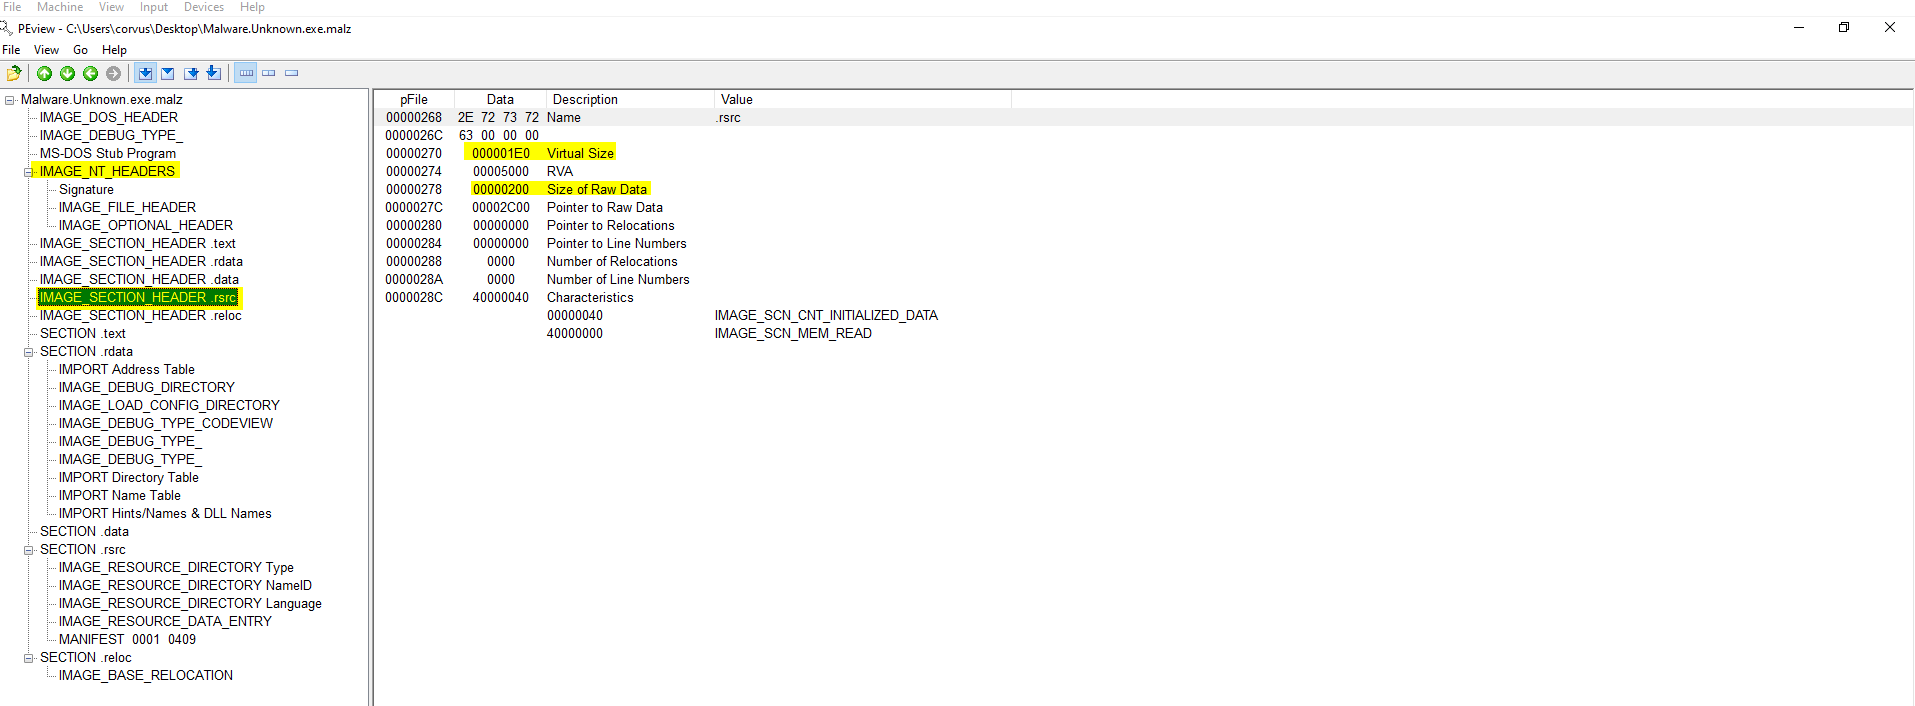 File Machine View Input Devices Help
PEview - C:\Users\corvus\Desktop\Malware.Unknown.exe.malz
File View Go Help
Malware.Unknown.exe.malz
IMAGE_DOS_HEADER
IMAGE_DEBUG_TYPE_
MS-DOS Stub Program
IMAGE_NT_HEADERS
Signature
IMAGE_FILE_HEADER
IMAGE_OPTIONAL_HEADER
IMAGE_SECTION_HEADER .text
IMAGE_SECTION_HEADER .rdata
IMAGE_SECTION_HEADER .data
IMAGE_SECTION_HEADER .rsrc
IMAGE_SECTION_HEADER .reloc
SECTION .text
SECTION .rdata
IMPORT Address Table
IMAGE_DEBUG_DIRECTORY
IMAGE_LOAD_CONFIG_DIRECTORY
IMAGE_DEBUG_TYPE_CODEVIEW
IMAGE_DEBUG_TYPE_
IMAGE_DEBUG_TYPE_
IMPORT Directory Table
IMPORT Name Table
IMPORT Hints/Names & DLL Names
SECTION .data
SECTION .rsrc
IMAGE_RESOURCE_DIRECTORY Type
IMAGE_RESOURCE_DIRECTORY NameID
IMAGE_RESOURCE_DIRECTORY Language
IMAGE_RESOURCE_DATA_ENTRY
MANIFEST 0001 0409
SECTION .reloc
IMAGE_BASE_RELOCATION
pFile Data Description Value
00000268 2E 72 73 72 Name .rsrc
0000026C 63 00 00 00
00000270 000001E0 Virtual Size
00000274 00005000 RVA
00000278 00000200 Size of Raw Data
0000027C 00002C00 Pointer to Raw Data
00000280 00000000 Pointer to Relocations
00000284 00000000 Pointer to Line Numbers
00000288 0000 Number of Relocations
0000028A 0000 Number of Line Numbers
0000028C 40000040 Characteristics
00000040 IMAGE_SCN_CNT_INITIALIZED_DATA
40000000 IMAGE_SCN_MEM_READ